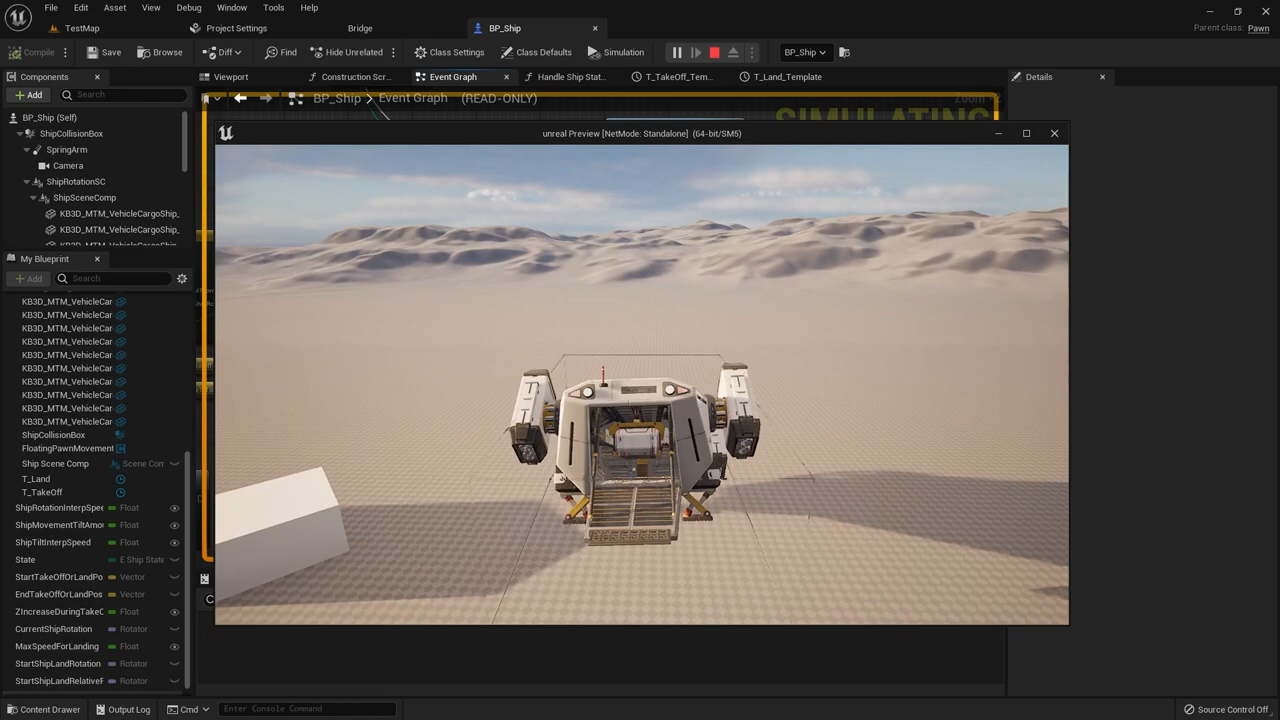 File Edit Asset View Debug Window Tools Help
TestMap Project Settings Bridge BP_Ship
Parent class: Pawn
Compile Save Browse Diff Find Hide Unrelated Class Settings Class Defaults Simulation BP_Ship
Components
Add Search
BP_Ship (Self)
ShipCollisionBox
SpringArm
Camera
ShipRotationSC
ShipSceneComp
KB3D_MTM_VehicleCargoShip_
KB3D_MTM_VehicleCargoShip_
KB3D_MTM_VehicleCargoShip_
My Blueprint
Add Search
KB3D_MTM_VehicleCar
KB3D_MTM_VehicleCar
KB3D_MTM_VehicleCar
KB3D_MTM_VehicleCar
KB3D_MTM_VehicleCar
KB3D_MTM_VehicleCar
KB3D_MTM_VehicleCar
KB3D_MTM_VehicleCar
KB3D_MTM_VehicleCar
KB3D_MTM_VehicleCar
ShipCollisionBox
FloatingPawnMovement
Ship Scene Comp Scene Com
T_Land
T_TakeOff
ShipRotationInterpSpee Float
ShipMovementTiltAmou Float
ShipTiltInterpSpeed Float
State E Ship State
StartTakeOffOrLandPo Vector
EndTakeOffOrLandPos Vector
ZIncreaseDuringTakeO Float
CurrentShipRotation Rotator
MaxSpeedForLanding Float
StartShipLandRotation Rotator
StartShipLandRelativeF Rotator
Viewport Construction Scr... Event Graph Handle Ship Stat... T_TakeOff_Tem... T_Land_Template
BP_Ship > Event Graph (READ-ONLY)
Zoom -2
SIMULATING
unreal Preview [NetMode: Standalone] (64-bit/SM5)
Details
Content Drawer Output Log Cmd Enter Console Command Source Control Off